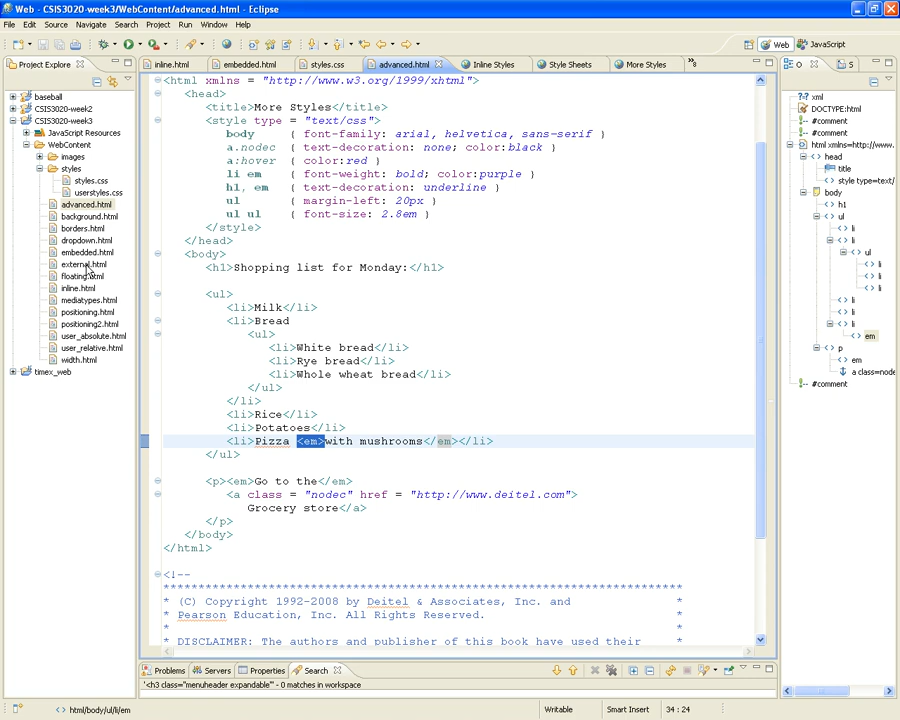 Web - CSIS3020-week3/WebContent/advanced.html - Eclipse
File Edit Source Navigate Search Project Run Window Help
Web JavaScript
Project Explore
inline.html embedded.html styles.css advanced.html Inline Styles Style Sheets More Styles »8
O S
baseball
CSIS3020-week2
CSIS3020-week3
JavaScript Resources
WebContent
images
styles
styles.css
userstyles.css
advanced.html
background.html
borders.html
dropdown.html
embedded.html
external.html
floating.html
inline.html
mediatypes.html
positioning.html
positioning2.html
user_absolute.html
user_relative.html
width.html
timex_web
<html xmlns = "http://www.w3.org/1999/xhtml">
<head>
<title>More Styles</title>
<style type = "text/css">
body { font-family: arial, helvetica, sans-serif }
a.nodec { text-decoration: none; color:black }
a:hover { color:red }
li em { font-weight: bold; color:purple }
h1, em { text-decoration: underline }
ul { margin-left: 20px }
ul ul { font-size: 2.8em }
</style>
</head>
<body>
<h1>Shopping list for Monday:</h1>
<ul>
<li>Milk</li>
<li>Bread
<ul>
<li>White bread</li>
<li>Rye bread</li>
<li>Whole wheat bread</li>
</ul>
</li>
<li>Rice</li>
<li>Potatoes</li>
<li>Pizza <em>with mushrooms</em></li>
</ul>
<p><em>Go to the</em>
<a class = "nodec" href = "http://www.deitel.com">
Grocery store</a>
</p>
</body>
</html>
<!--
**************************************************************************
* (C) Copyright 1992-2008 by Deitel & Associates, Inc. and *
* Pearson Education, Inc. All Rights Reserved. *
* *
* DISCLAIMER: The authors and publisher of this book have used their *
xml
DOCTYPE:html
#comment
#comment
html xmlns=http://www.
head
title
style type=text/
body
h1
ul
li
li
ul
li
li
li
li
li
li
em
p
em
a class=node
#comment
Problems Servers Properties Search
'<h3 class="menuheader expandable"' - 0 matches in workspace
html/body/ul/li/em Writable Smart Insert 34 : 24